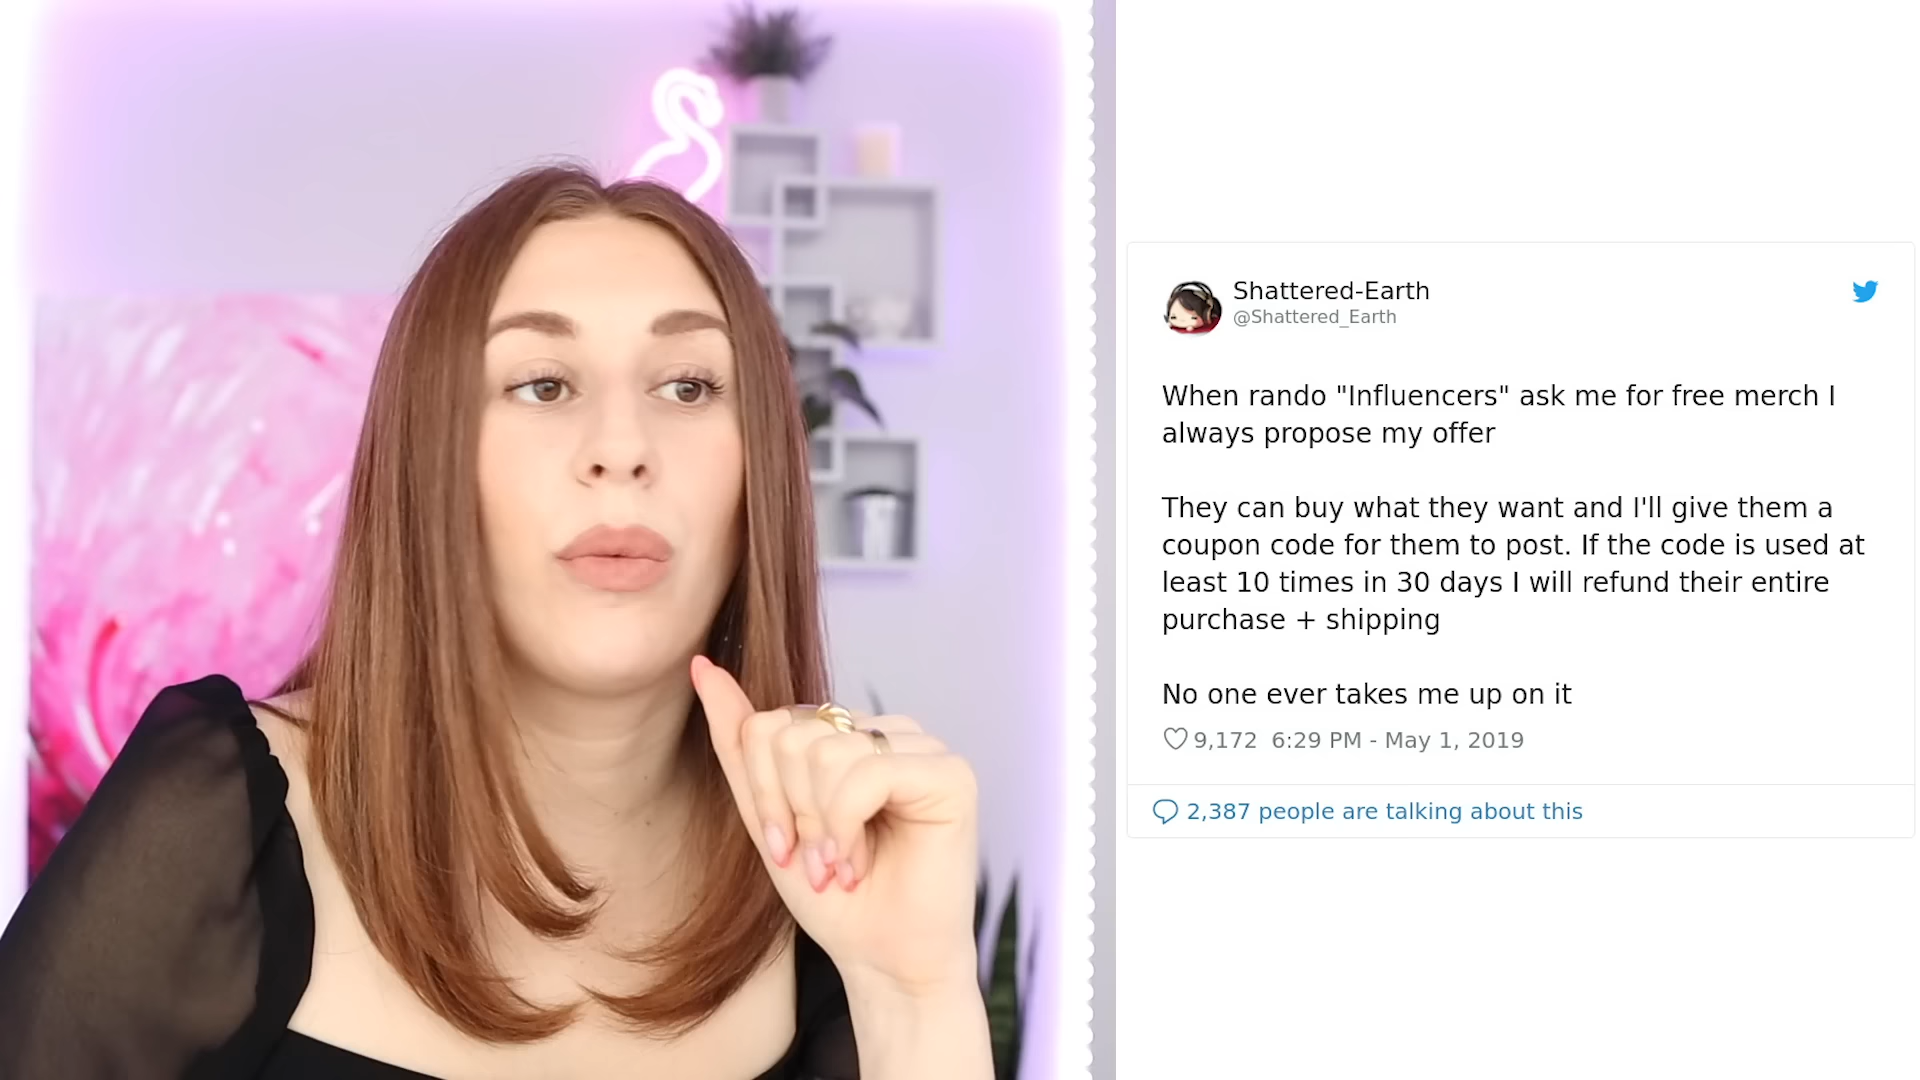 Shattered-Earth
@Shattered_Earth
When rando "Influencers" ask me for free merch I
always propose my offer
They can buy what they want and I'll give them a
coupon code for them to post. If the code is used at
least 10 times in 30 days I will refund their entire
purchase + shipping
No one ever takes me up on it
9,172 6:29 PM - May 1, 2019
2,387 people are talking about this